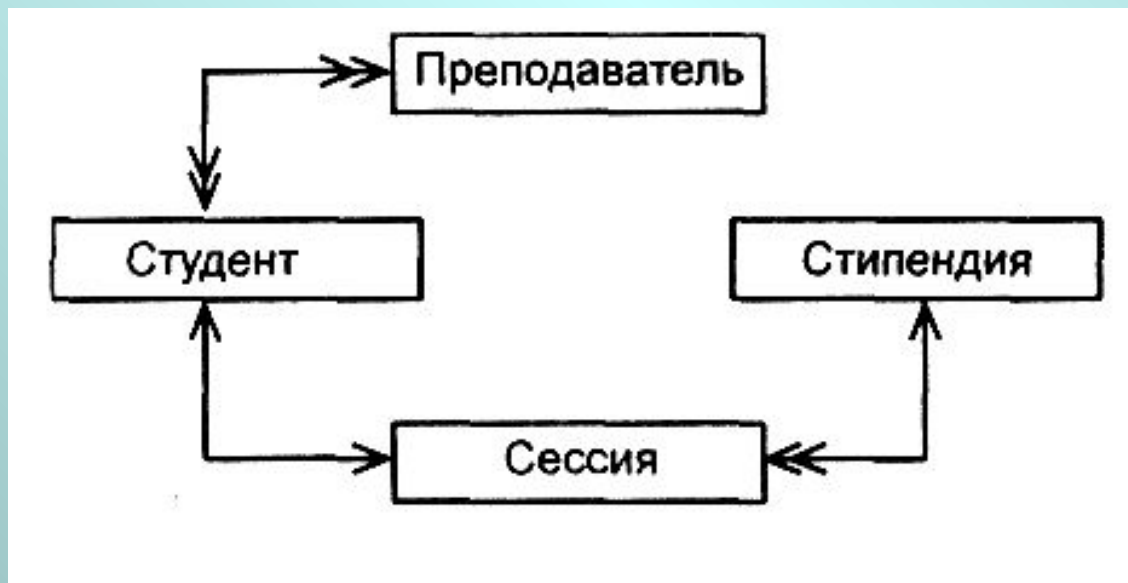 Преподаватель
Студент
Стипендия
Сессия